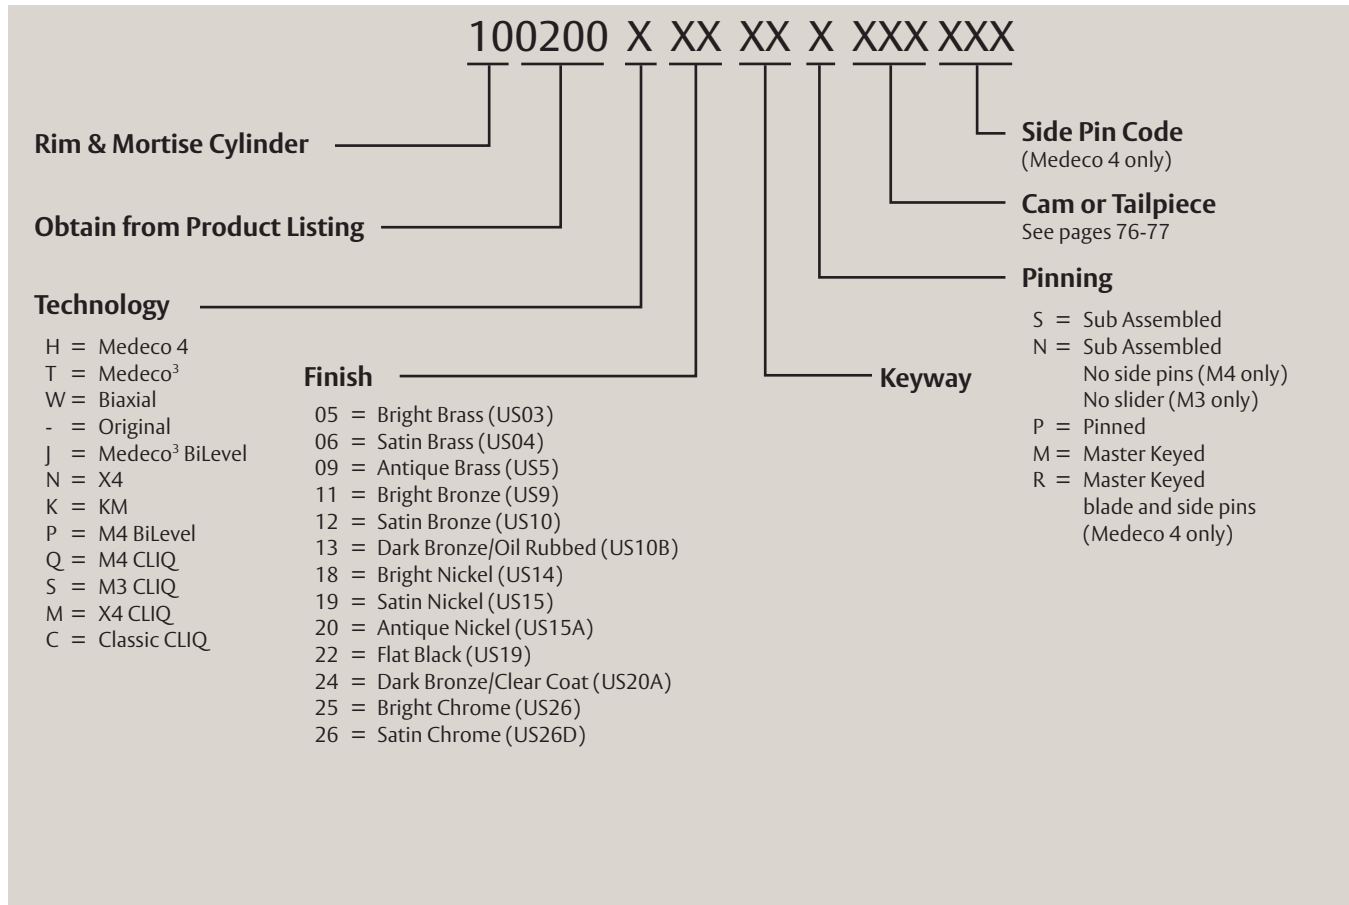 100200 X XX XX X XXX XXX
Rim & Mortise Cylinder
Obtain from Product Listing
Technology
H = Medeco 4
T = Medeco³
W = Biaxial
- = Original
J = Medeco³ BiLevel
N = X4
K = KM
P = M4 BiLevel
Q = M4 CLIQ
S = M3 CLIQ
M = X4 CLIQ
C = Classic CLIQ
Finish
05 = Bright Brass (US03)
06 = Satin Brass (US04)
09 = Antique Brass (US5)
11 = Bright Bronze (US9)
12 = Satin Bronze (US10)
13 = Dark Bronze/Oil Rubbed (US10B)
18 = Bright Nickel (US14)
19 = Satin Nickel (US15)
20 = Antique Nickel (US15A)
22 = Flat Black (US19)
24 = Dark Bronze/Clear Coat (US20A)
25 = Bright Chrome (US26)
26 = Satin Chrome (US26D)
Keyway
Side Pin Code
(Medeco 4 only)
Cam or Tailpiece
See pages 76-77
Pinning
S = Sub Assembled
N = Sub Assembled
No side pins (M4 only)
No slider (M3 only)
P = Pinned
M = Master Keyed
R = Master Keyed
blade and side pins
(Medeco 4 only)